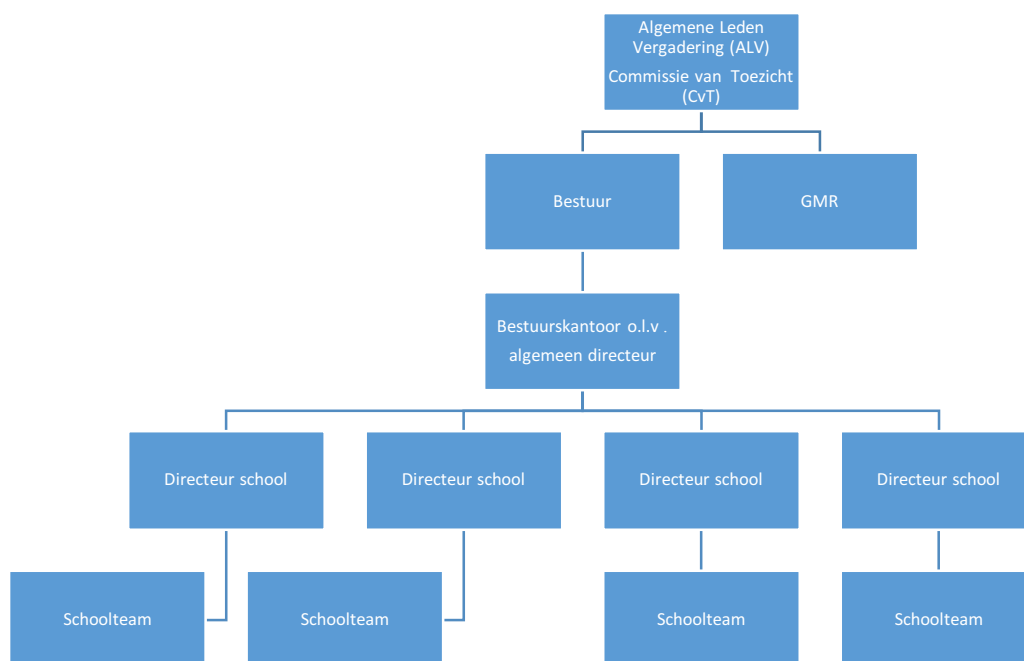 Algemene Leden
Vergadering (ALV)
Commissie van Toezicht
(CvT)
Bestuur
GMR
Bestuurskantoor o.l.v .
algemeen directeur
Directeur school
Directeur school
Directeur school
Directeur school
Schoolteam
Schoolteam
Schoolteam
Schoolteam